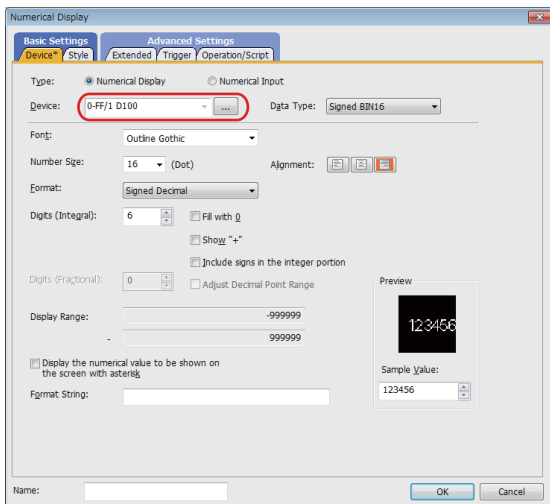 Numerical Display
Basic Settings Advanced Settings
Device* Style Extended Trigger Operation/Script
Type: Numerical Display Numerical Input
Device: 0-FF/1 D100 ... Data Type: Signed BIN16
Font: Outline Gothic
Number Size: 16 (Dot) Alignment:
Format: Signed Decimal
Digits (Integral): 6 Fill with 0
Show "+"
Include signs in the integer portion
Digits (Fractional): 0 Adjust Decimal Point Range
Preview
Display Range: -999999
123456
- 999999
Display the numerical value to be shown on
the screen with asterisk
Sample Value:
Format String: 123456
Name: OK Cancel